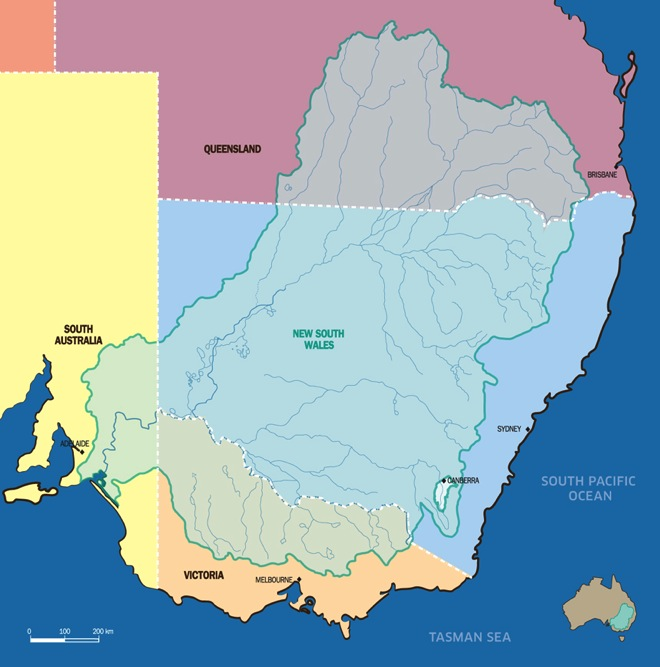 QUEENSLAND
BRISBANE
NEW SOUTH
WALES
SOUTH
AUSTRALIA
SYDNEY
ADELAIDE
CANBERRA
SOUTH PACIFIC
OCEAN
VICTORIA
MELBOURNE
0 100 200 km
TASMAN SEA